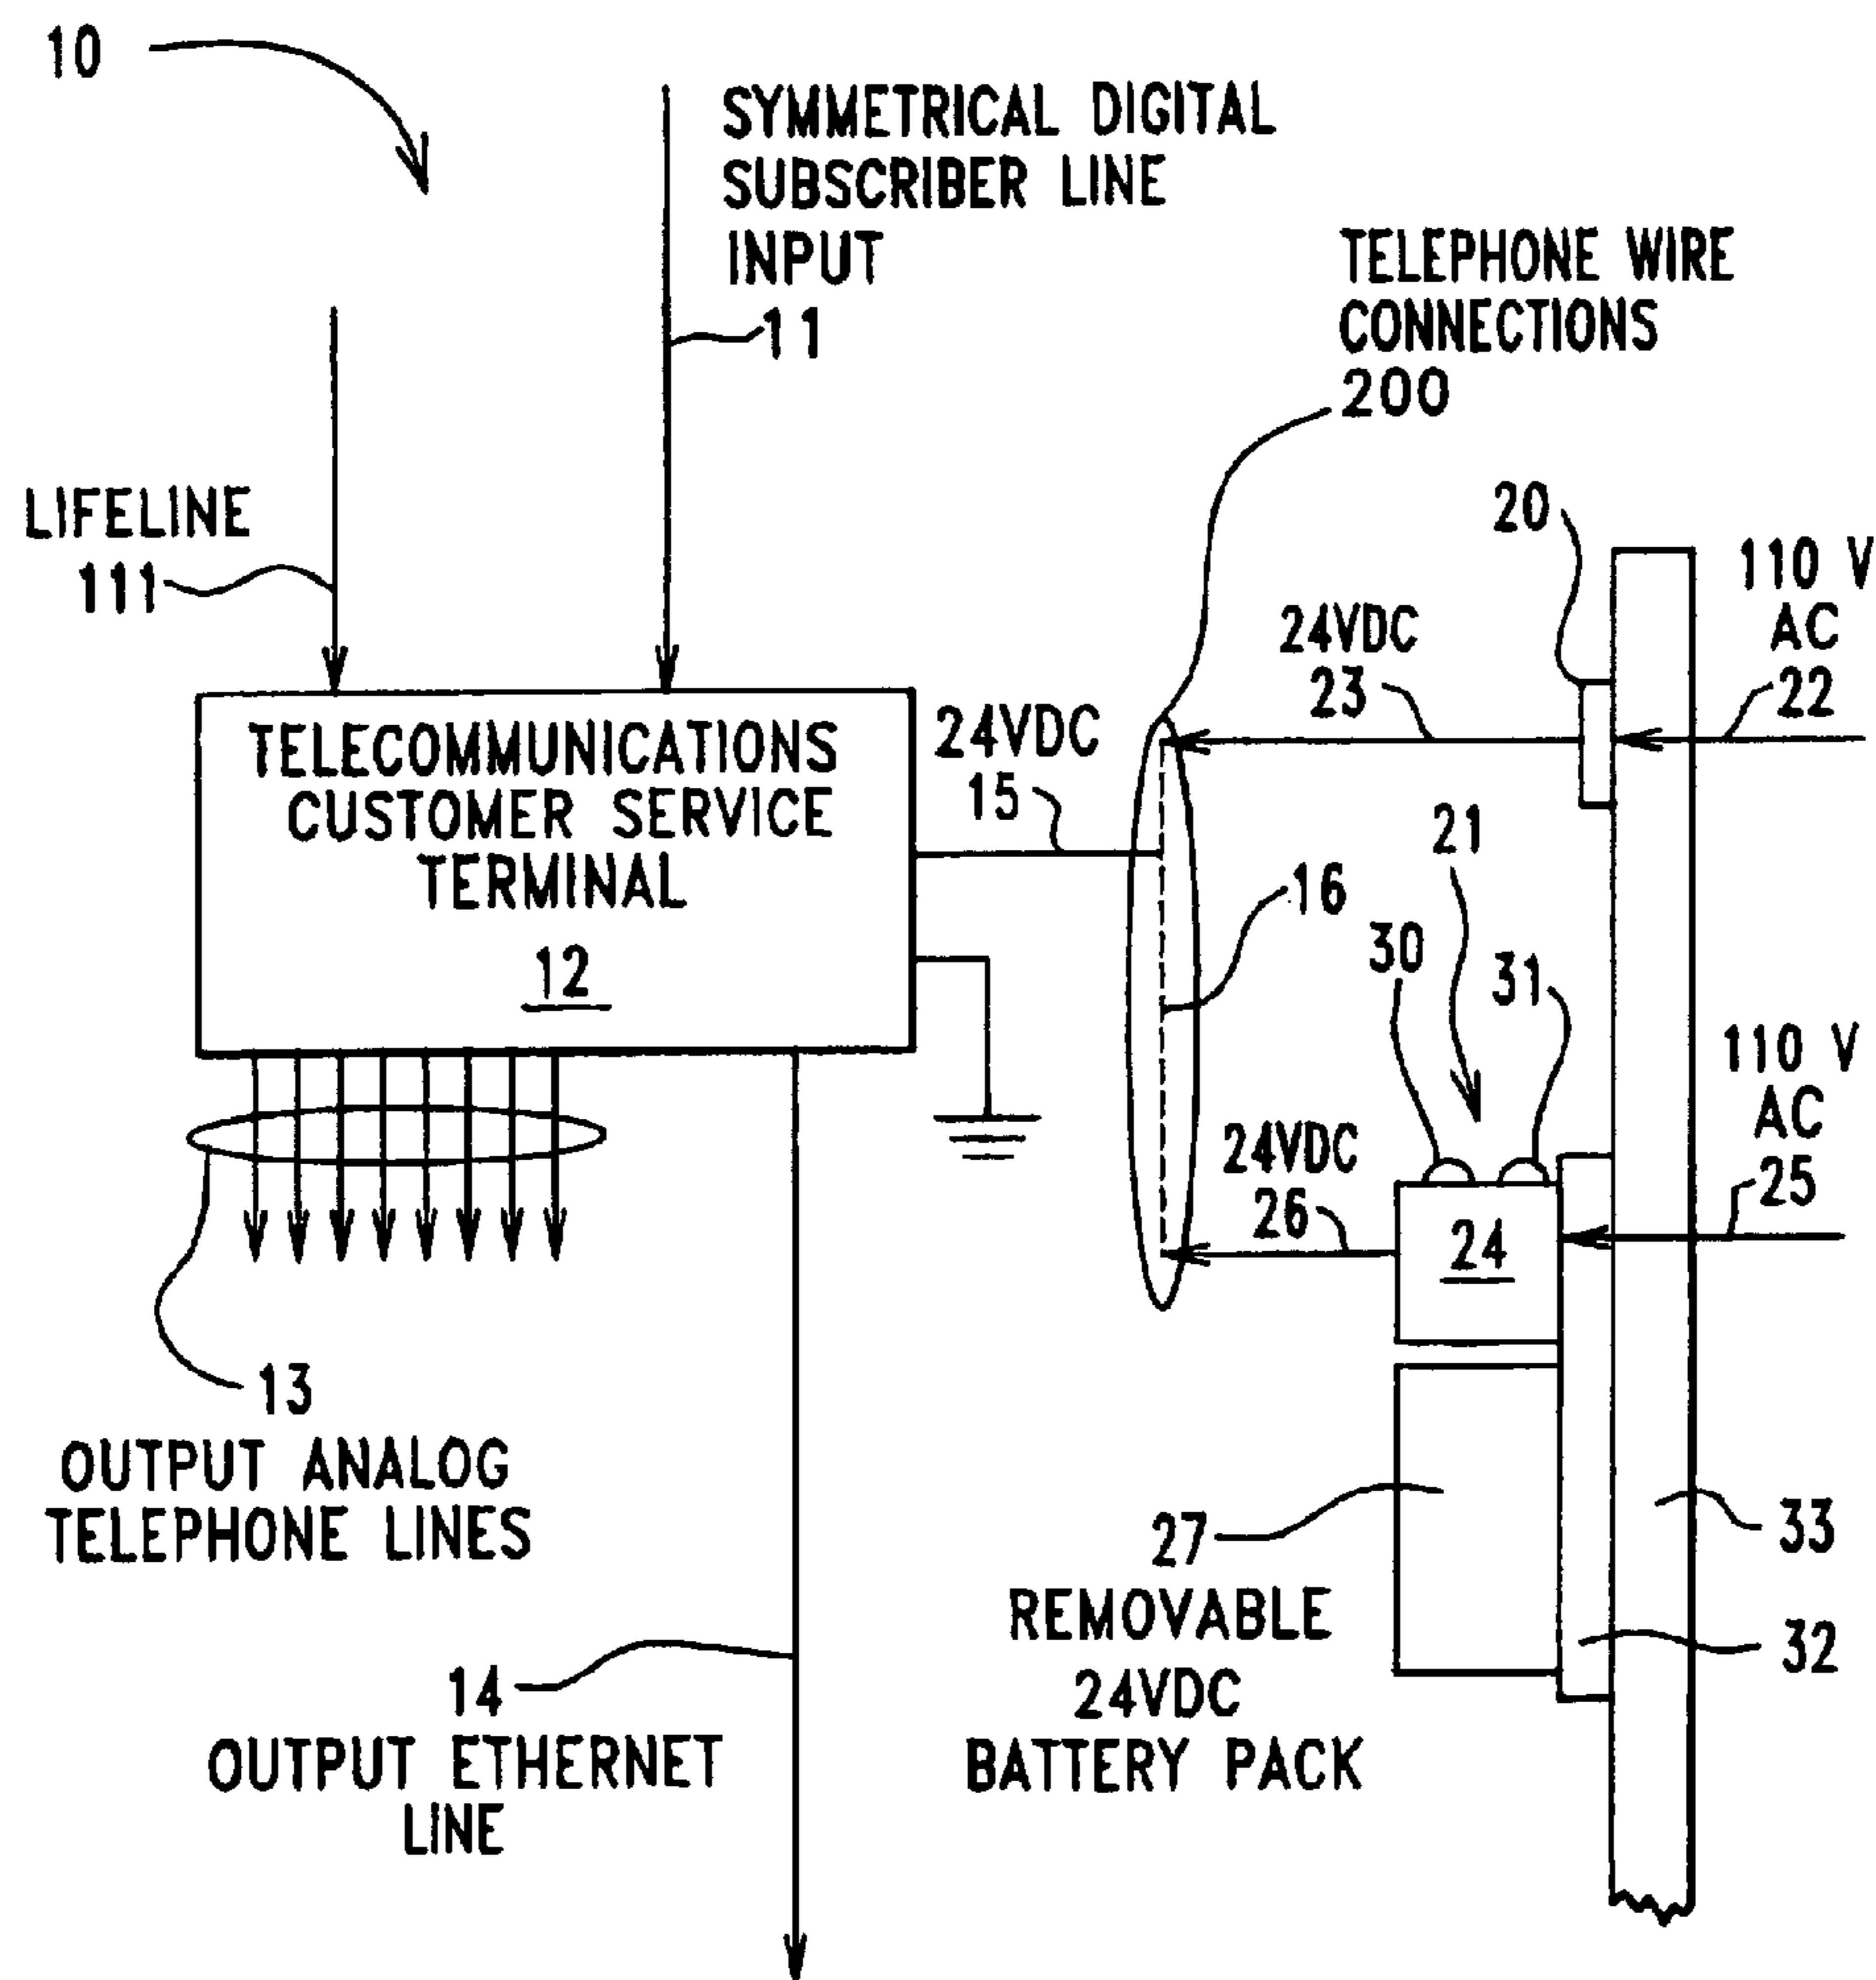 10
SYMMETRICAL DIGITAL
SUBSCRIBER LINE
INPUT
11
TELEPHONE WIRE
CONNECTIONS
200
LIFELINE
111
20
110 V
AC
22
24VDC
23
TELECOMMUNICATIONS
CUSTOMER SERVICE
TERMINAL
12
24VDC
15
16
21
30
31
110 V
AC
25
24VDC
26
24
13
OUTPUT ANALOG
TELEPHONE LINES
27
REMOVABLE
24VDC
BATTERY PACK
33
32
14
OUTPUT ETHERNET
LINE